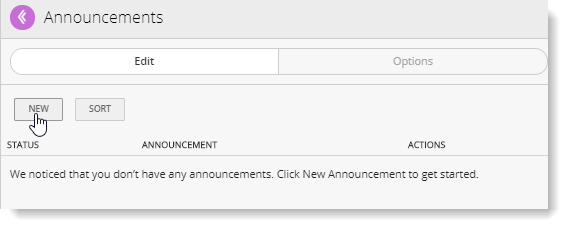 Announcements
Edit Options
NEW SORT
STATUS ANNOUNCEMENT ACTIONS
We noticed that you don't have any announcements. Click New Announcement to get started.